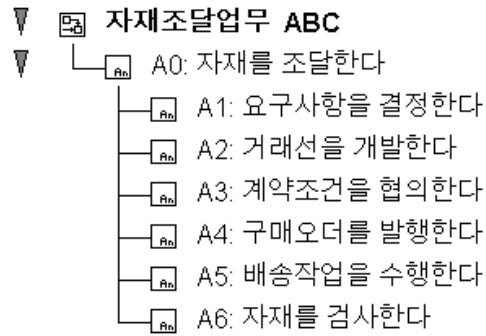 자재조달업무 ABC
A0: 자재를 조달한다
A1: 요구사항을 결정한다
A2: 거래선을 개발한다
A3: 계약조건을 협의한다
A4: 구매오더를 발행한다
A5: 배송작업을 수행한다
A6: 자재를 검사한다